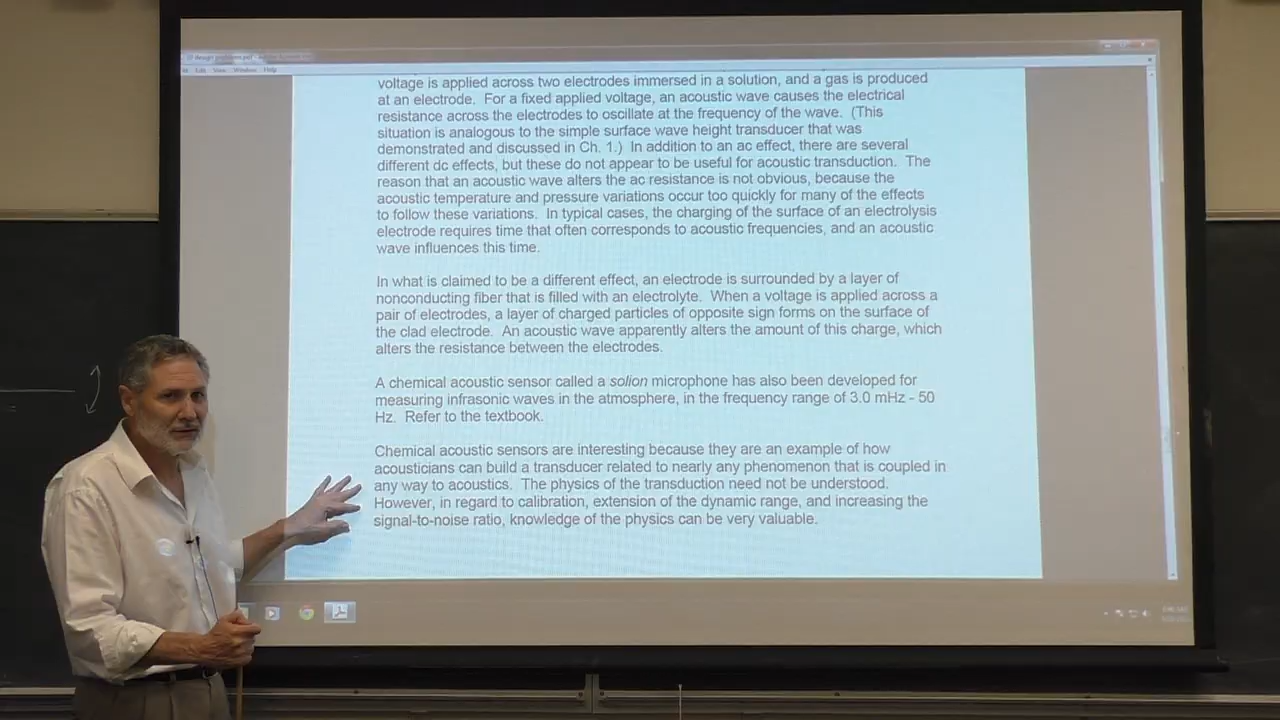 Edit View Window Help
voltage is applied across two electrodes immersed in a solution, and a gas is produced
at an electrode. For a fixed applied voltage, an acoustic wave causes the electrical
resistance across the electrodes to oscillate at the frequency of the wave. (This
situation is analogous to the simple surface wave height transducer that was
demonstrated and discussed in Ch. 1.) In addition to an ac effect, there are several
different dc effects, but these do not appear to be useful for acoustic transduction. The
reason that an acoustic wave alters the ac resistance is not obvious, because the
acoustic temperature and pressure variations occur too quickly for many of the effects
to follow these variations. In typical cases, the charging of the surface of an electrolysis
electrode requires time that often corresponds to acoustic frequencies, and an acoustic
wave influences this time.
In what is claimed to be a different effect, an electrode is surrounded by a layer of
nonconducting fiber that is filled with an electrolyte. When a voltage is applied across a
pair of electrodes, a layer of charged particles of opposite sign forms on the surface of
the clad electrode. An acoustic wave apparently alters the amount of this charge, which
alters the resistance between the electrodes.
A chemical acoustic sensor called a solion microphone has also been developed for
measuring infrasonic waves in the atmosphere, in the frequency range of 3.0 mHz - 50
Hz. Refer to the textbook.
Chemical acoustic sensors are interesting because they are an example of how
acousticians can build a transducer related to nearly any phenomenon that is coupled in
any way to acoustics. The physics of the transduction need not be understood.
However, in regard to calibration, extension of the dynamic range, and increasing the
signal-to-noise ratio, knowledge of the physics can be very valuable.